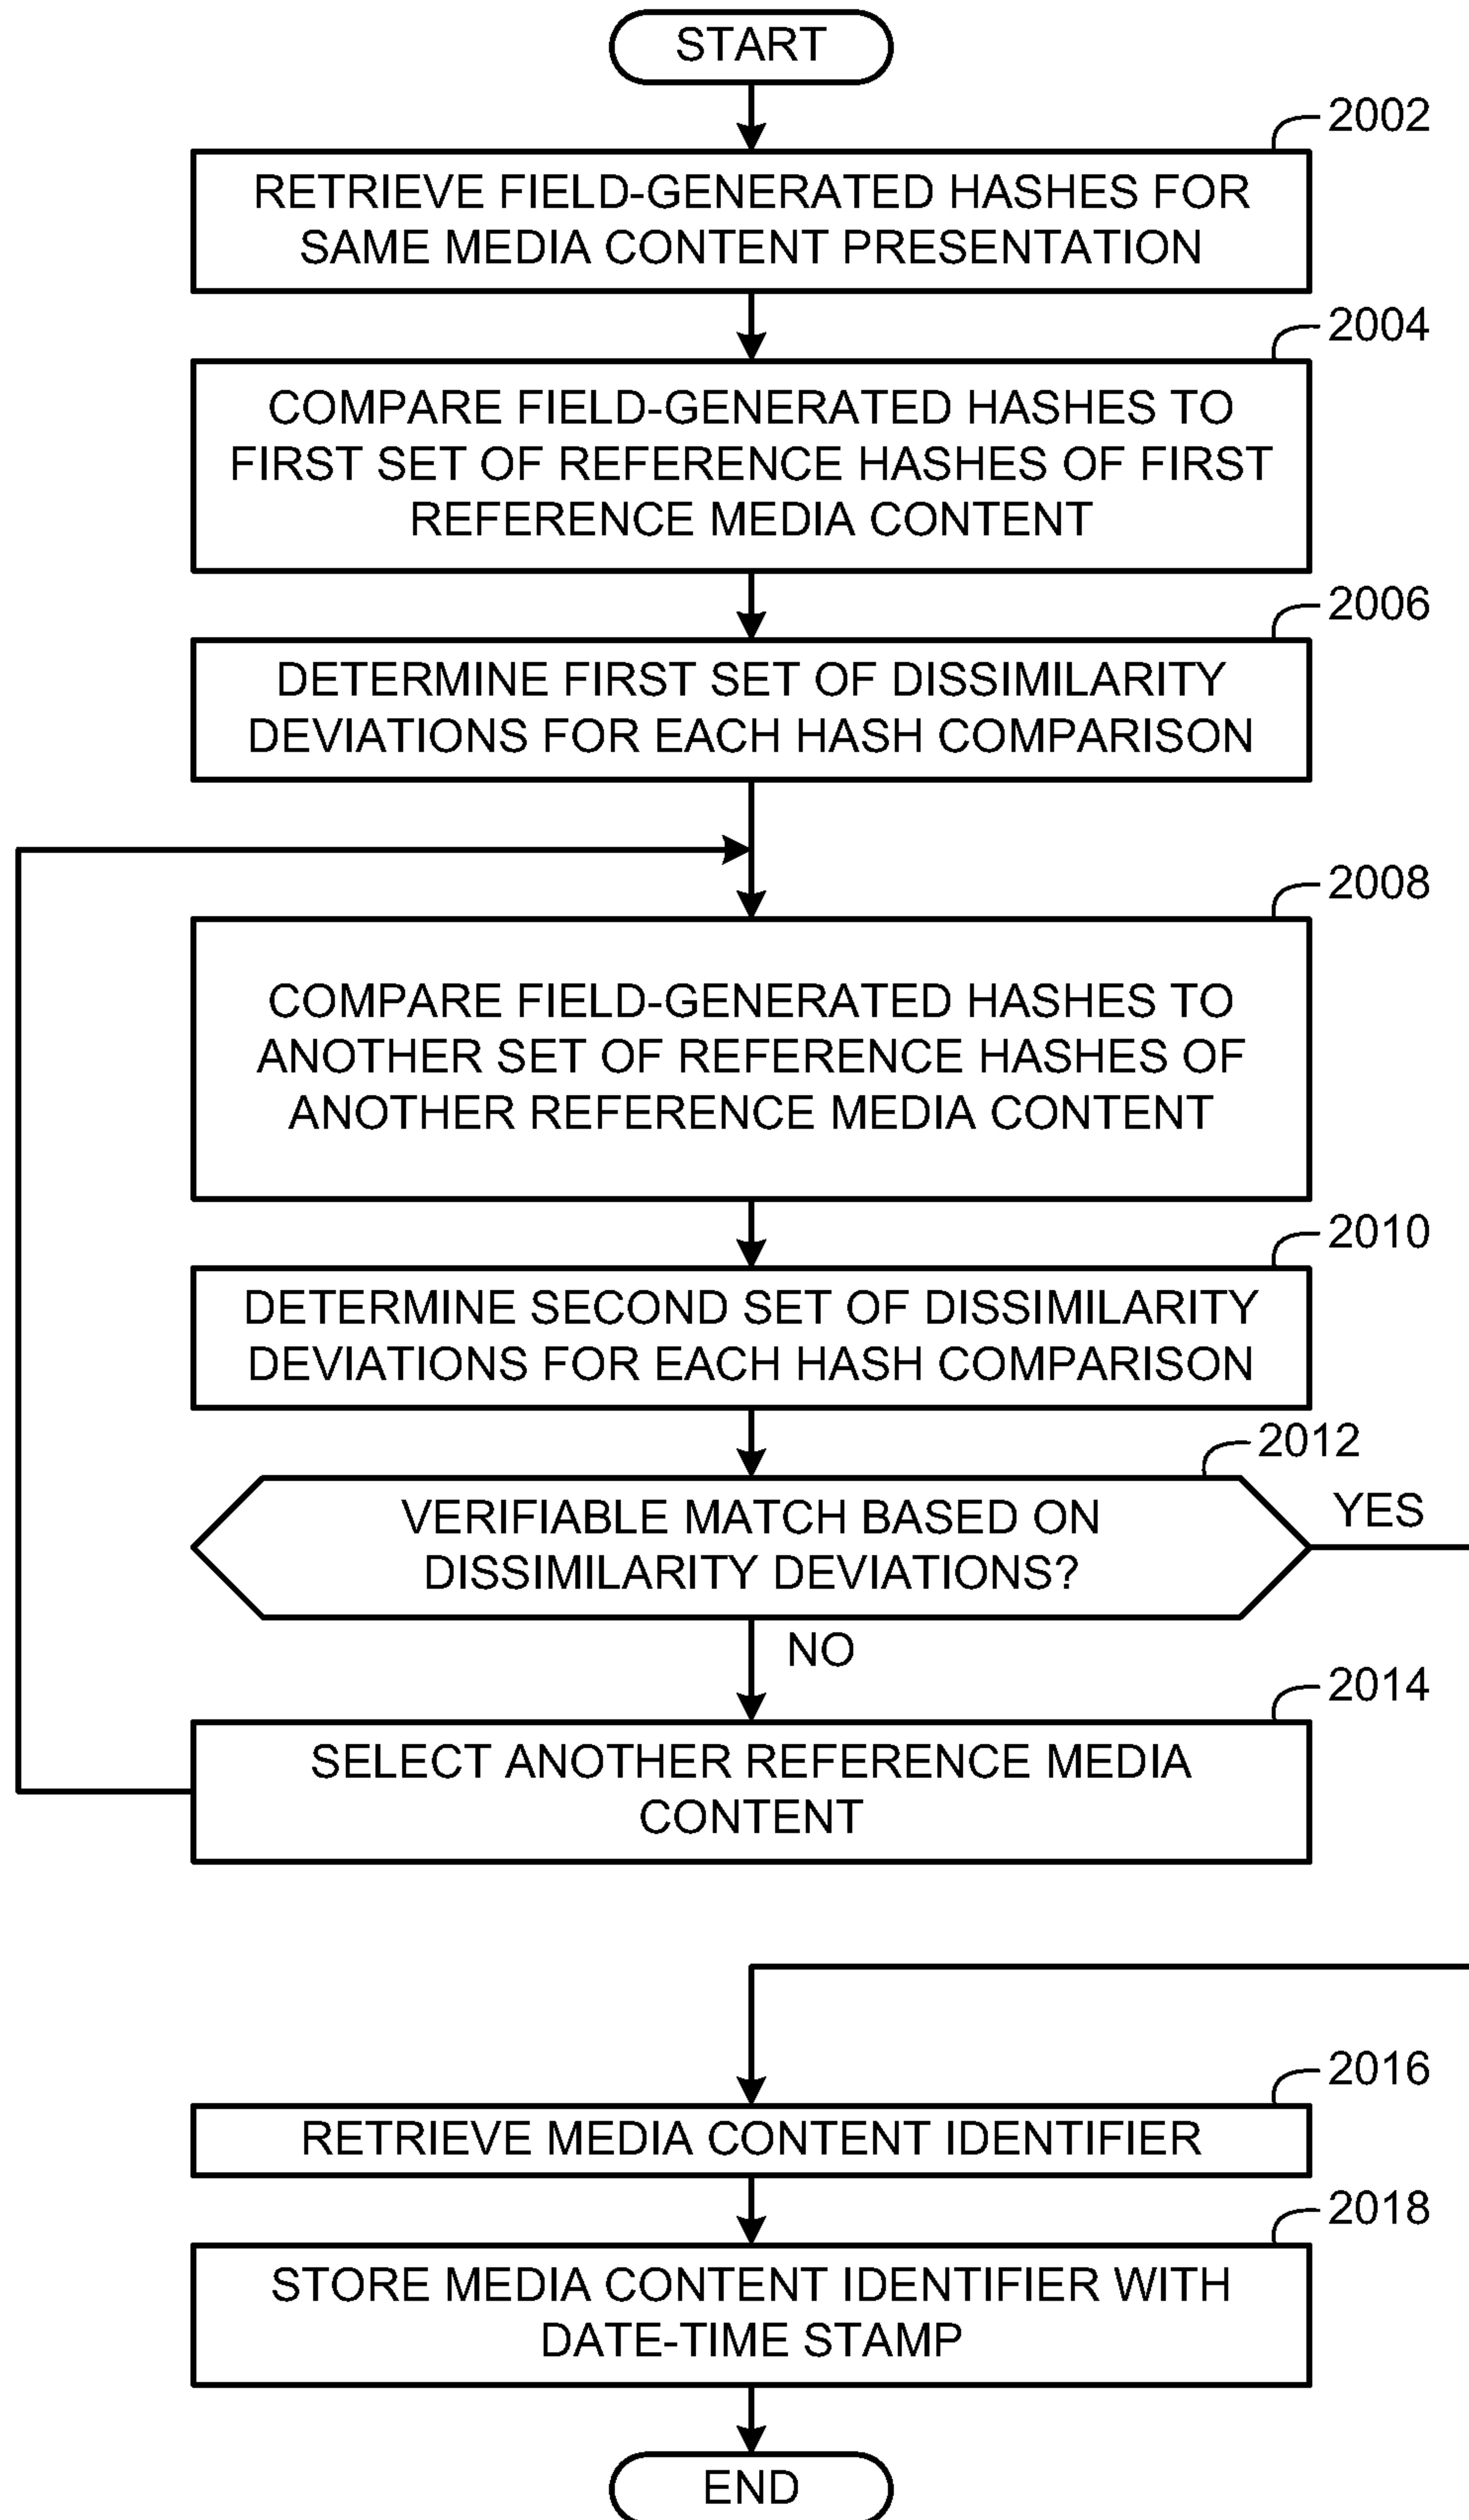 START
2002
RETRIEVE FIELD-GENERATED HASHES FOR
SAME MEDIA CONTENT PRESENTATION
2004
COMPARE FIELD-GENERATED HASHES TO
FIRST SET OF REFERENCE HASHES OF FIRST
REFERENCE MEDIA CONTENT
2006
DETERMINE FIRST SET OF DISSIMILARITY
DEVIATIONS FOR EACH HASH COMPARISON
2008
COMPARE FIELD-GENERATED HASHES TO
ANOTHER SET OF REFERENCE HASHES OF
ANOTHER REFERENCE MEDIA CONTENT
2010
DETERMINE SECOND SET OF DISSIMILARITY
DEVIATIONS FOR EACH HASH COMPARISON
2012
VERIFIABLE MATCH BASED ON
DISSIMILARITY DEVIATIONS?
YES
NO
2014
SELECT ANOTHER REFERENCE MEDIA
CONTENT
2016
RETRIEVE MEDIA CONTENT IDENTIFIER
2018
STORE MEDIA CONTENT IDENTIFIER WITH
DATE-TIME STAMP
END